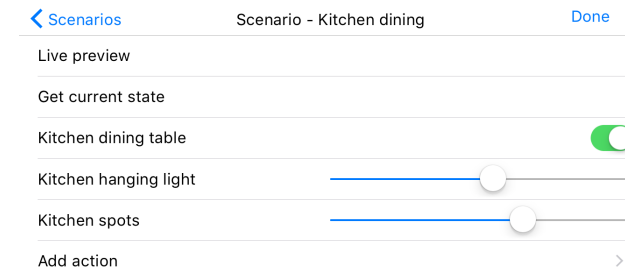 Scenarios Scenario - Kitchen dining Done
Live preview
Get current state
Kitchen dining table
Kitchen hanging light
Kitchen spots
Add action